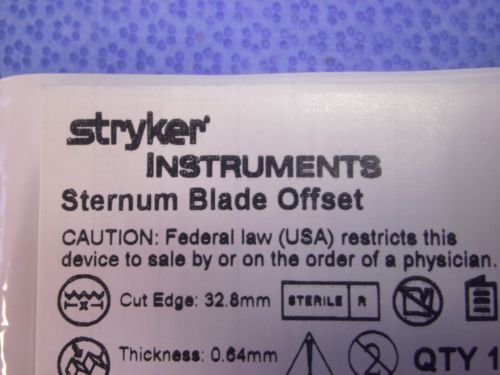 stryker
INSTRUMENTS
Sternum Blade Offset
CAUTION: Federal law (USA) restricts this
device to sale by or on the order of a physician.
Cut Edge: 32.8mm STERILE R
Thickness: 0.64mm 2 QTY 1